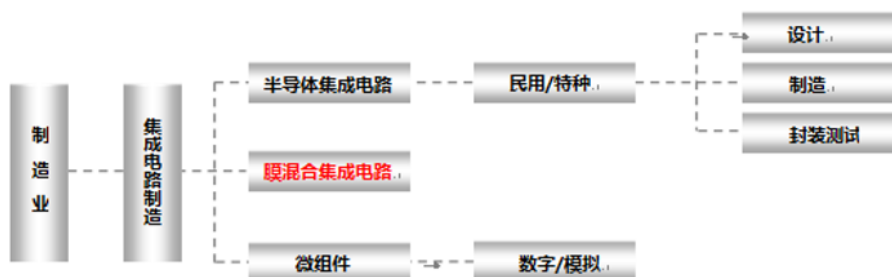 制造业
集成电路制造
半导体集成电路
民用/特种
设计
制造
封装测试
膜混合集成电路
微组件
数字/模拟